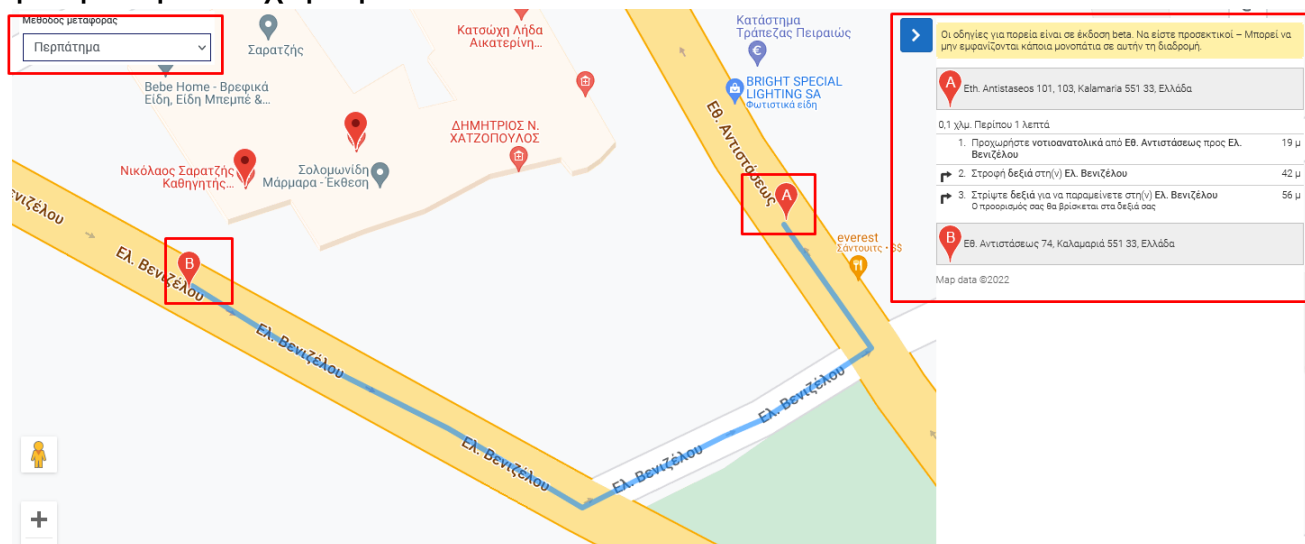 Μέθοδος μεταφοράς
Περπάτημα
Σαρατζής
Κατσώχη Λήδα
Αικατερίνη...
Κατάστημα
Τράπεζας Πειραιώς
Bebe Home - Βρεφικά
Είδη, Είδη Μπεμπέ &...
BRIGHT SPECIAL
LIGHTING SA
Φωτιστικά είδη
ΔΗΜΗΤΡΙΟΣ Ν.
ΧΑΤΖΟΠΟΥΛΟΣ
Εθ. Αντιστάσεως
Νικόλαος Σαρατζής
Καθηγητής...
Σολομωνίδη
Μάρμαρα - Έκθεση
A
everest
Σάντουιτς - $$
B
Ελ. Βενιζέλου
Ελ. Βενιζέλου
Ελ. Βενιζέλου
Ελ. Βενιζέλου
Ελ. Βενιζέλου
Οι οδηγίες για πορεία είναι σε έκδοση beta. Να είστε προσεκτικοί – Μπορεί να
μην εμφανίζονται κάποια μονοπάτια σε αυτήν τη διαδρομή.
A
Eth. Antistaseos 101, 103, Kalamaria 551 33, Ελλάδα
0,1 χλμ. Περίπου 1 λεπτά
1. Προχωρήστε νοτιοανατολικά από Εθ. Αντιστάσεως προς Ελ. 19 μ
Βενιζέλου
2. Στροφή δεξιά στη(ν) Ελ. Βενιζέλου 42 μ
3. Στρίψτε δεξιά για να παραμείνετε στη(ν) Ελ. Βενιζέλου 56 μ
Ο προορισμός σας θα βρίσκεται στα δεξιά σας
B
Εθ. Αντιστάσεως 74, Καλαμαριά 551 33, Ελλάδα
Map data ©2022